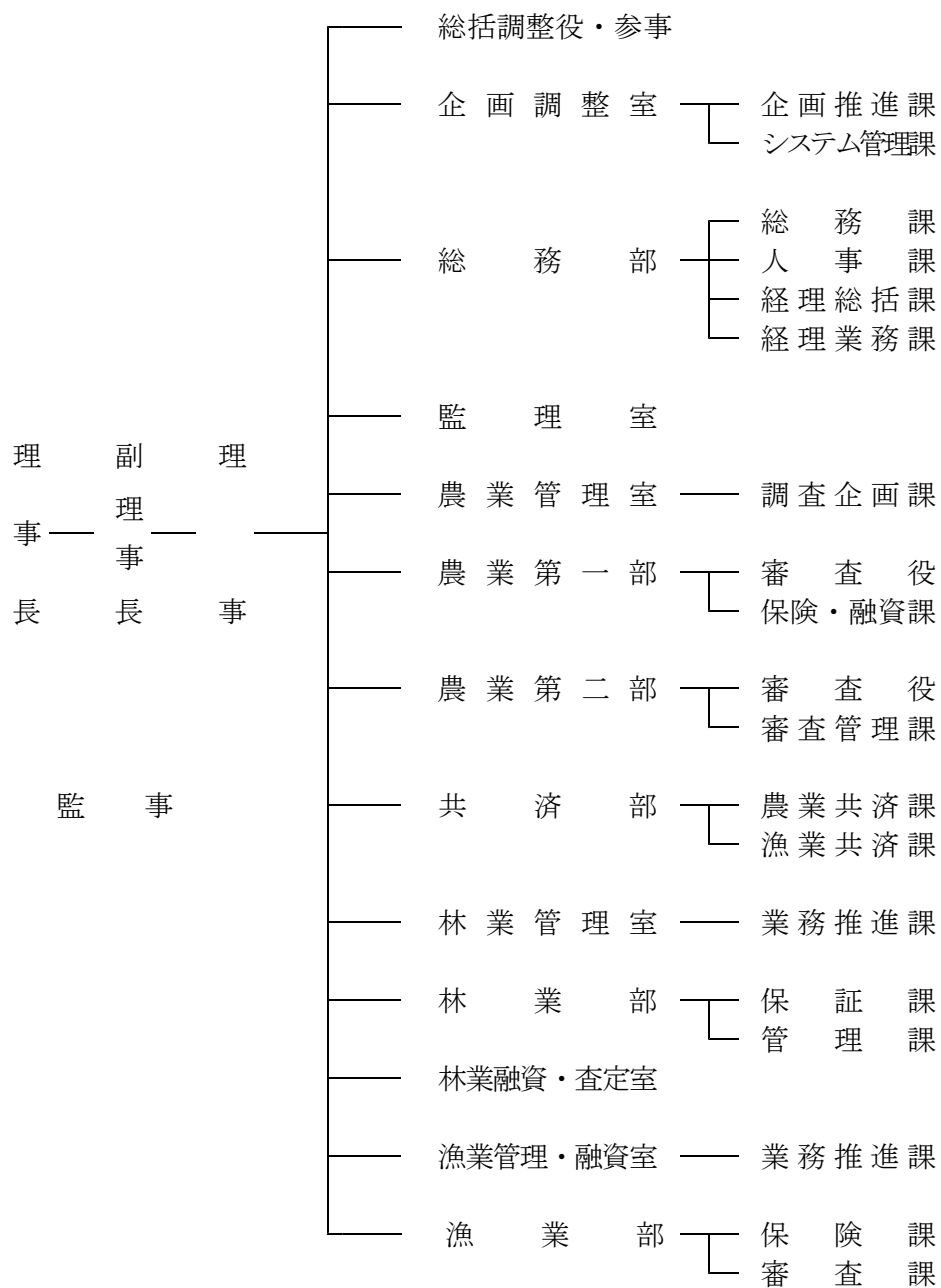 総括調整役・参事
企画調整室 企画推進課
システム管理課
総務課
総務部 人事課
経理総括課
経理業務課
監理室
理事長 副理事長 理事
農業管理室 調査企画課
農業第一部 審査役
保険・融資課
農業第二部 審査役
審査管理課
監事
共済部 農業共済課
漁業共済課
林業管理室 業務推進課
林業部 保証課
管理課
林業融資・査定室
漁業管理・融資室 業務推進課
漁業部 保険課
審査課